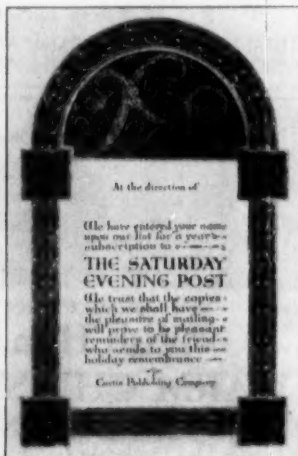 At the direction of
We have entered your name
upon our list for a year's
subscription to
THE SATURDAY
EVENING POST
We trust that the copies
which we shall have
the pleasure of mailing
will prove to be pleasant
reminders of the friend
who sends to you this
holiday remembrance
Curtis Publishing Company